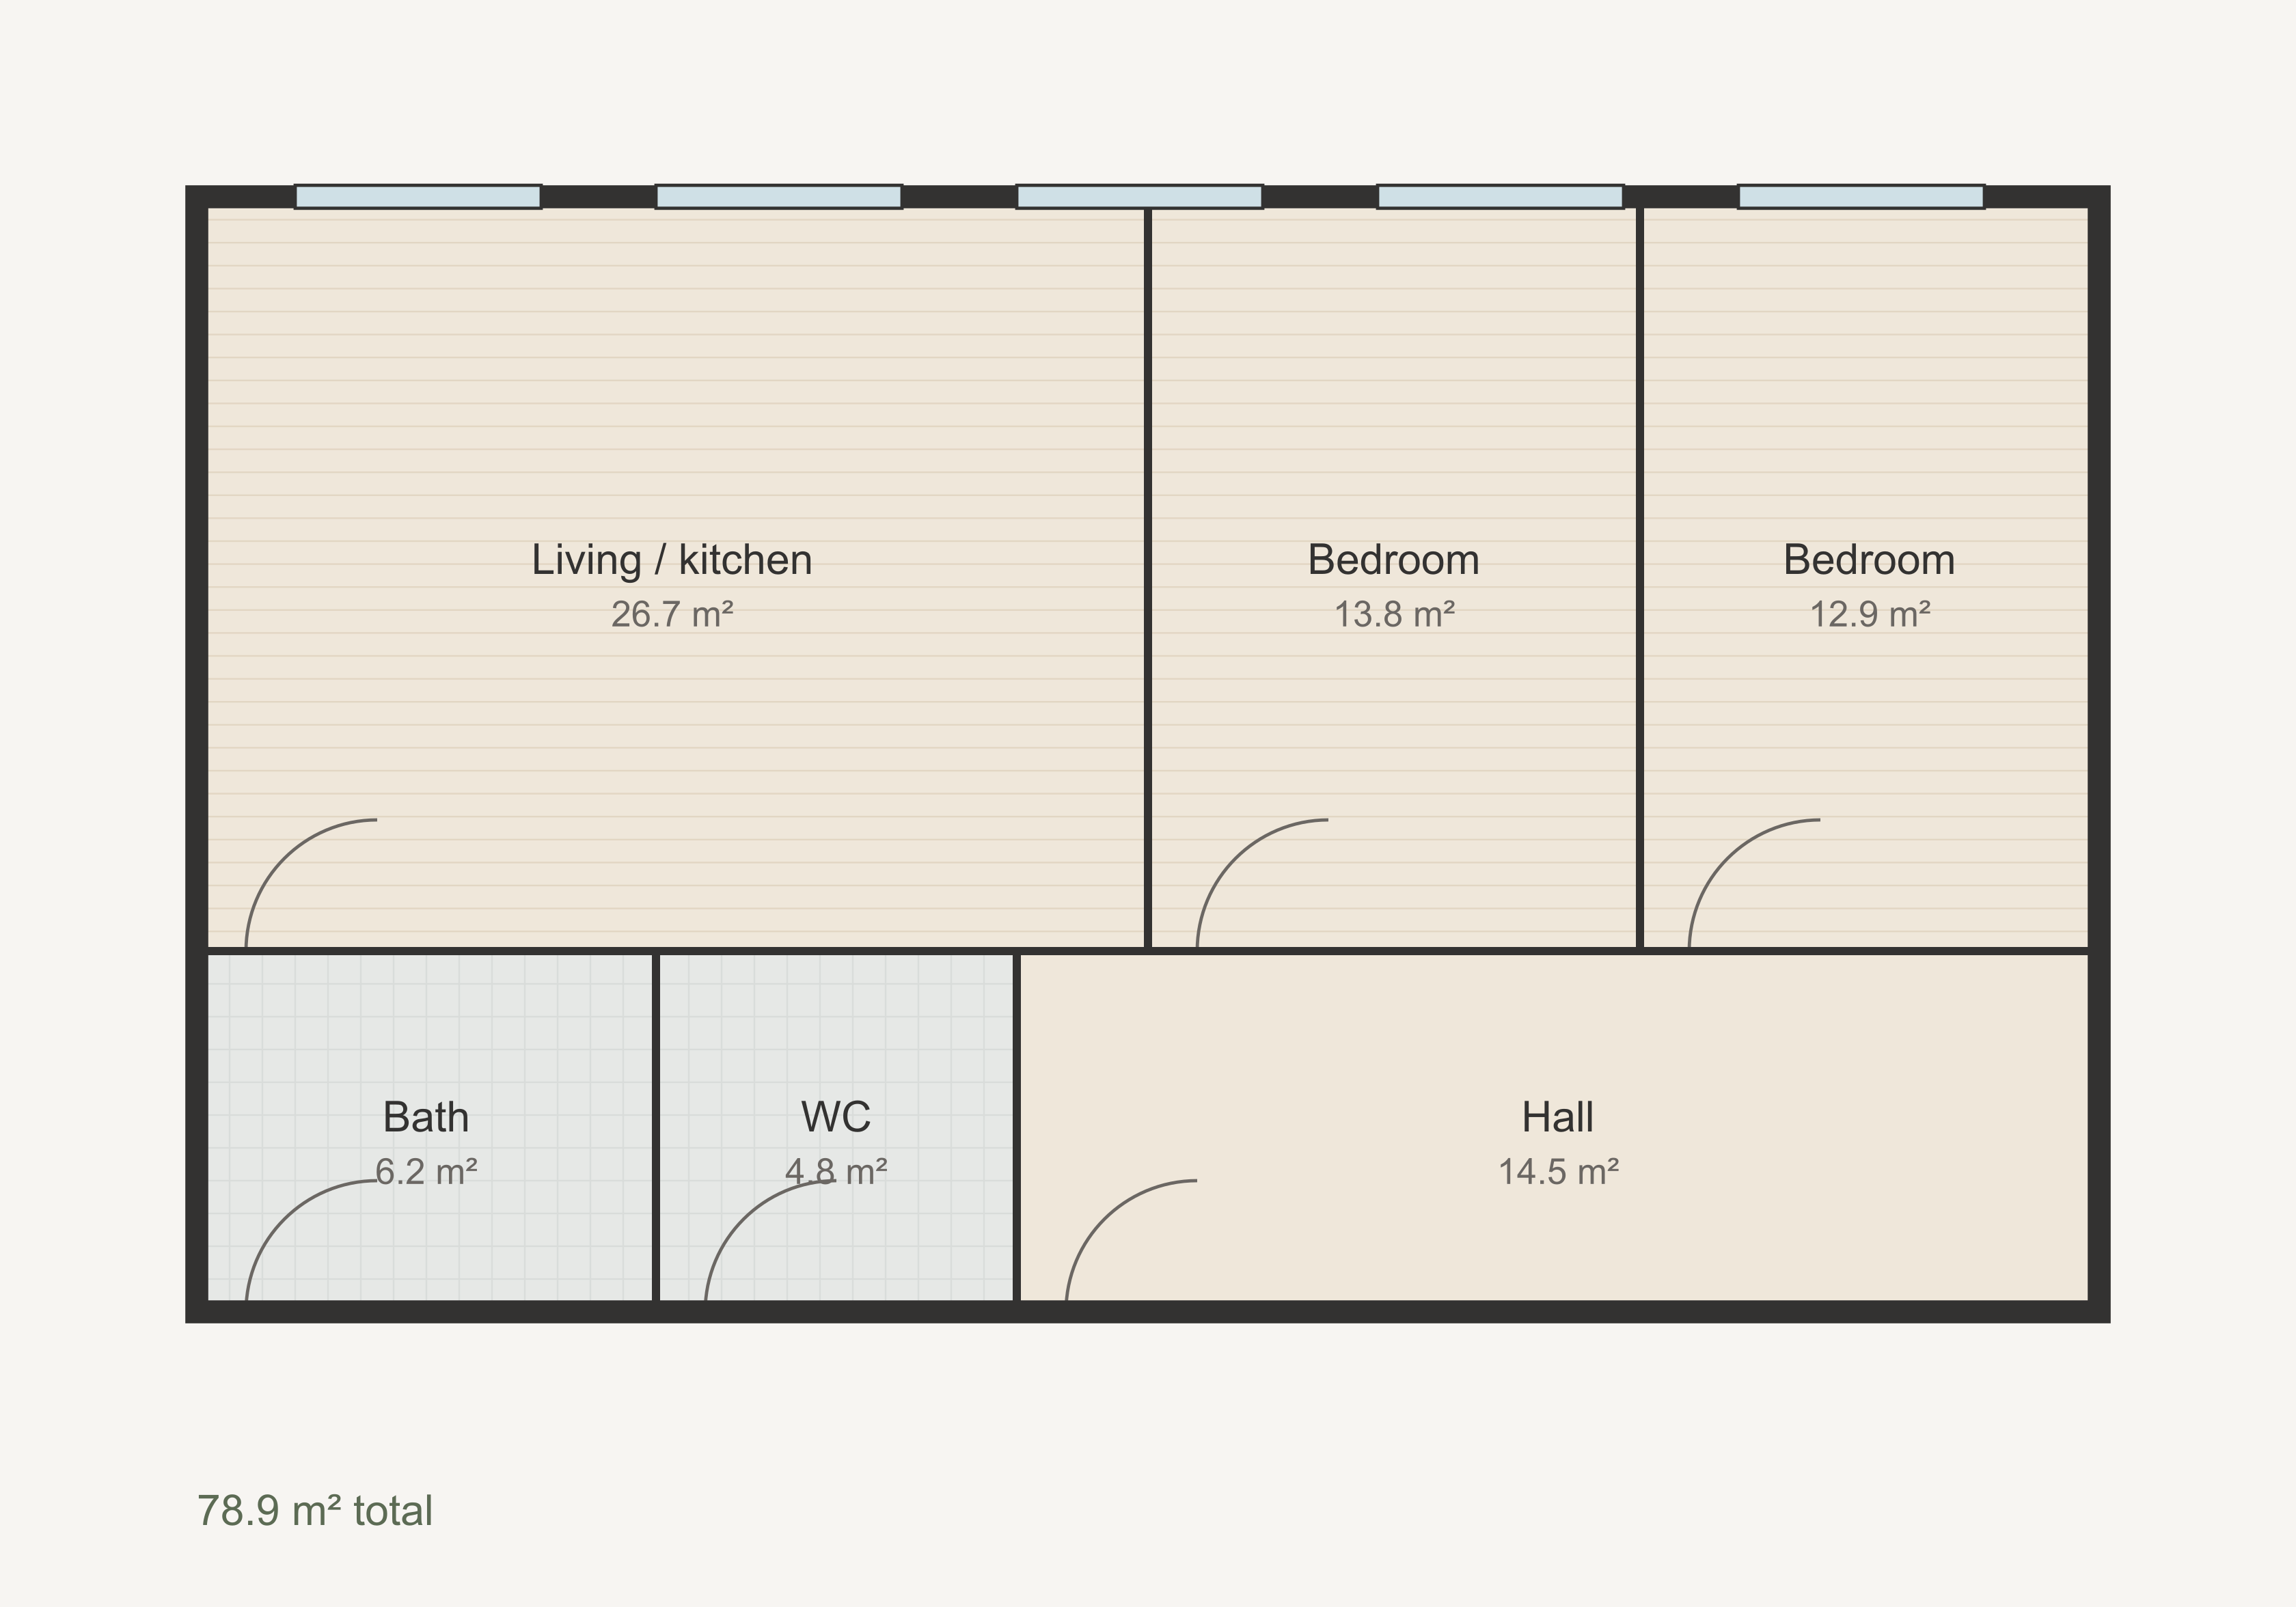 Living / kitchen
26.7 m²
Bedroom
13.8 m²
Bedroom
12.9 m²
Bath
6.2 m²
WC
4.8 m²
Hall
14.5 m²
78.9 m² total